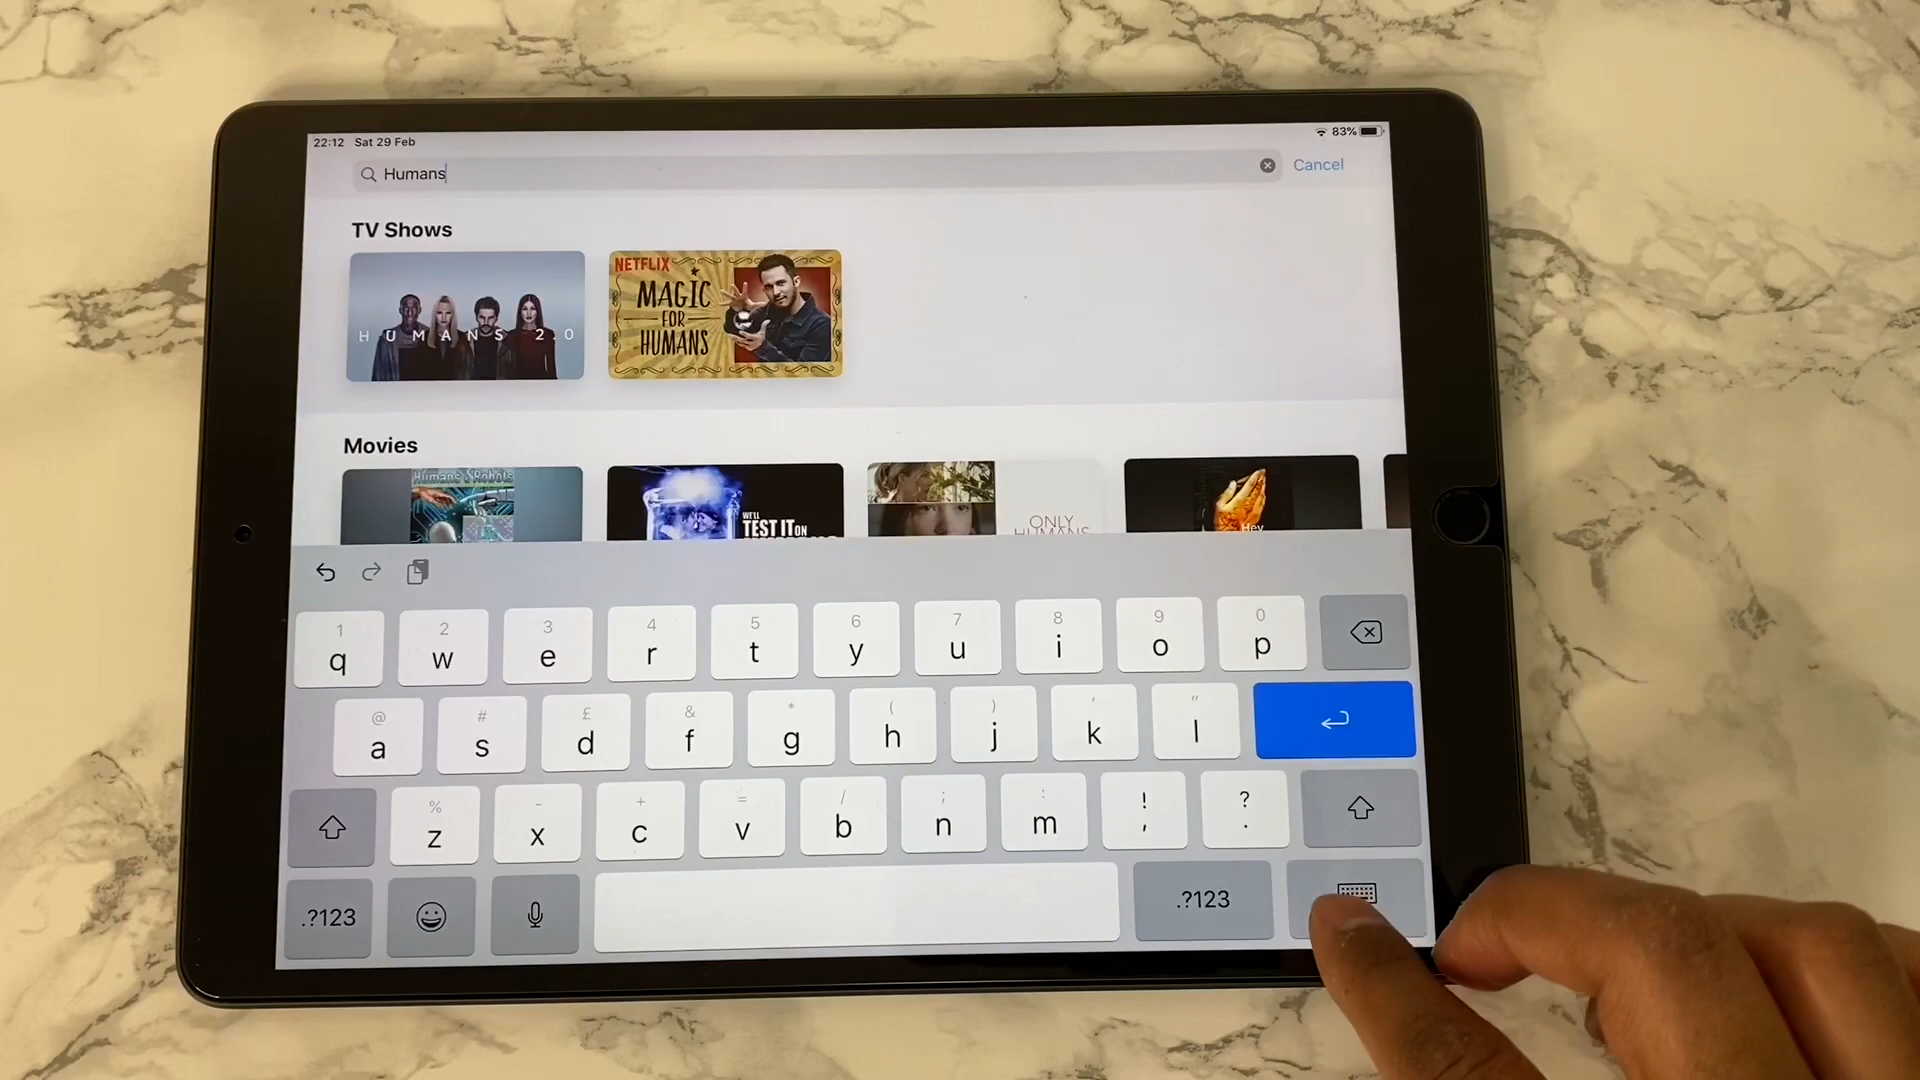 22:12 Sat 29 Feb
83%
Humans
Cancel
TV Shows
HUMANS 2.0
NETFLIX
MAGIC
FOR
HUMANS
Movies
Humans & Robots
WE'LL
TEST IT ON
ONLY
HUMANS
Hey
1 2 3 4 5 6 7 8 9 0
q w e r t y u i o p
@ # £ & * ( ) ' "
a s d f g h j k l
% - + = / ; : ! ?
z x c v b n m , .
.?123
.?123